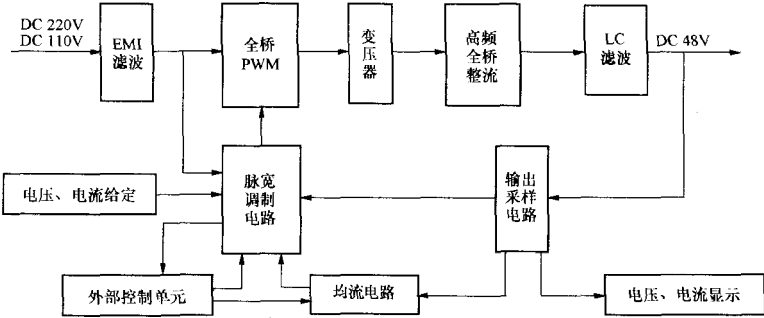 DC 220V
DC 110V
EMI
滤波
全桥
PWM
变
压
器
高频
全桥
整流
LC
滤波
DC 48V
电压、电流给定
脉宽
调制
电路
输出
采样
电路
外部控制单元
均流电路
电压、电流显示